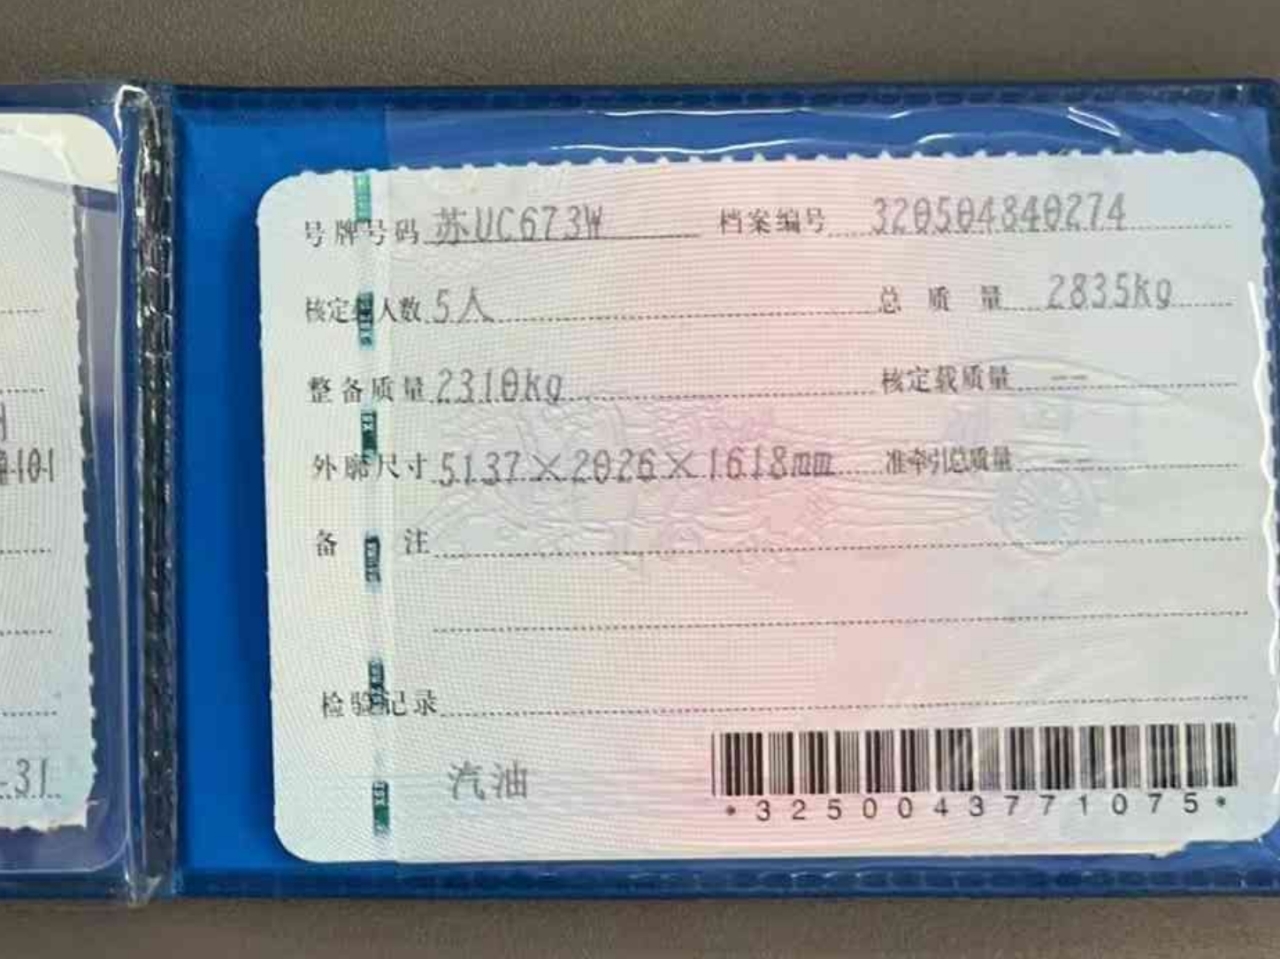 号牌号码 苏UC673W 档案编号 320504840274
核定载人数 5人 总质量 2835kg
整备质量 2310kg 核定载质量 --
外廓尺寸 5137×2026×1618mm 准牵引总质量 --
备注
检验记录
汽油
*3250043771075*
-101
-31